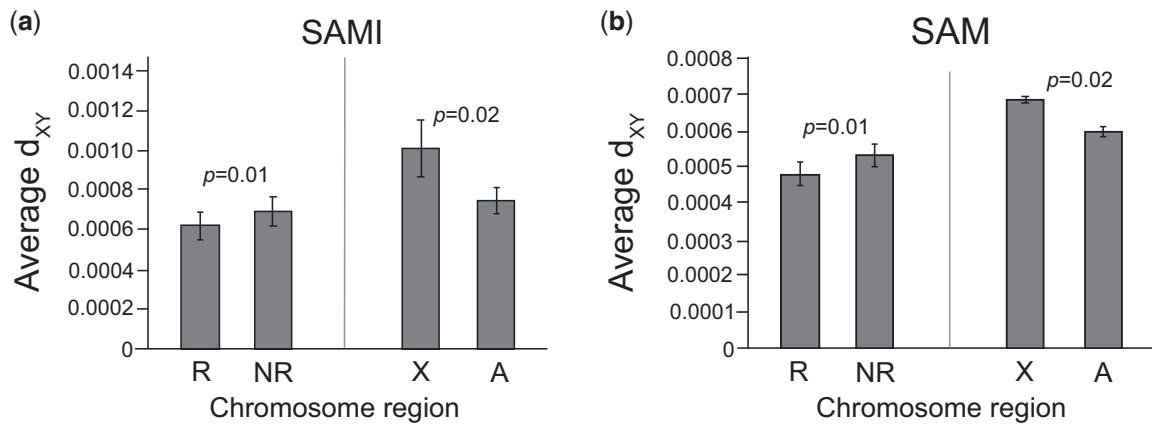 (a)
SAMI
Average dXY
0.0014
0.0012
0.0010
0.0008
0.0006
0.0004
0.0002
0
p=0.01
p=0.02
R NR X A
Chromosome region
(b)
SAM
Average dXY
0.0008
0.0007
0.0006
0.0005
0.0004
0.0003
0.0002
0.0001
0
p=0.01
p=0.02
R NR X A
Chromosome region